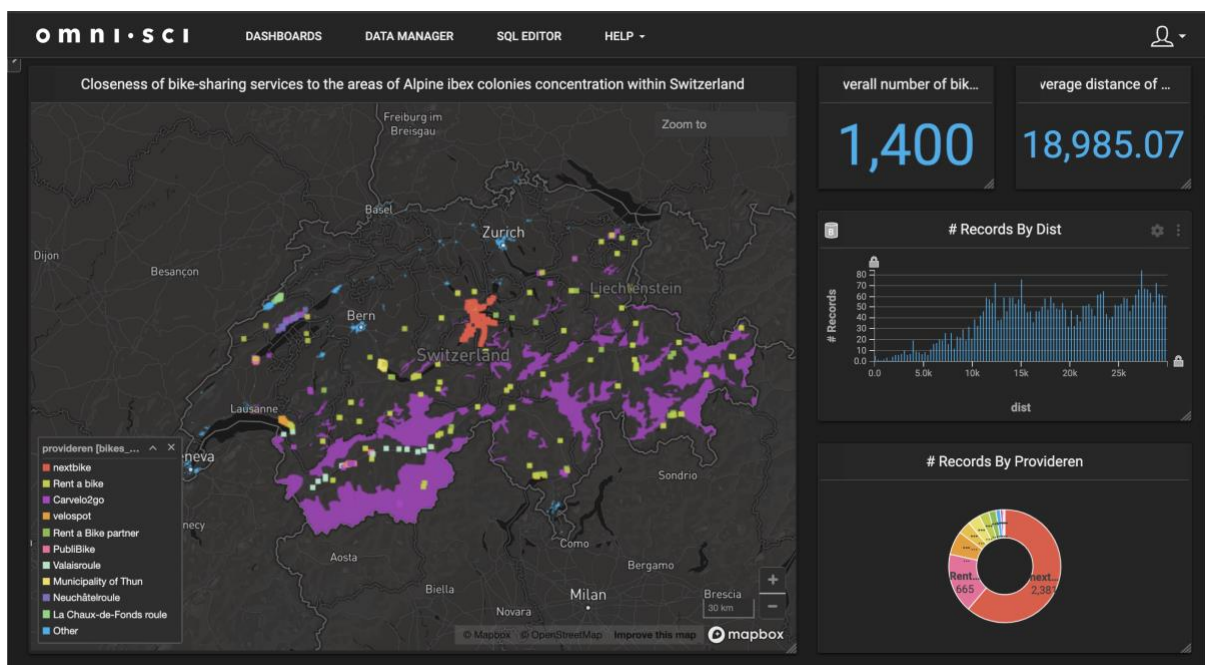 omni·sci
DASHBOARDS
DATA MANAGER
SQL EDITOR
HELP
Closeness of bike-sharing services to the areas of Alpine ibex colonies concentration within Switzerland
Freiburg im
Breisgau
Zoom to
Basel
Zurich
Dijon
Besançon
Liechtenstein
Bern
Switzerland
Lausanne
neva
necy
Sondrio
Aosta
Como
Bergamo
Biella
Milan
Novara
Brescia
30 km
+
−
© Mapbox © OpenStreetMap Improve this map
mapbox
provideren [bikes_...
nextbike
Rent a bike
Carvelo2go
velospot
Rent a Bike partner
PubliBike
Valaisroule
Municipality of Thun
Neuchâtelroule
La Chaux-de-Fonds roule
Other
verall number of bik...
1,400
verage distance of ...
18,985.07
# Records By Dist
# Records
80
70
60
50
40
30
20
10
0.0
0.0
5.0k
10k
15k
20k
25k
dist
# Records By Provideren
Rent...
665
next...
2,381